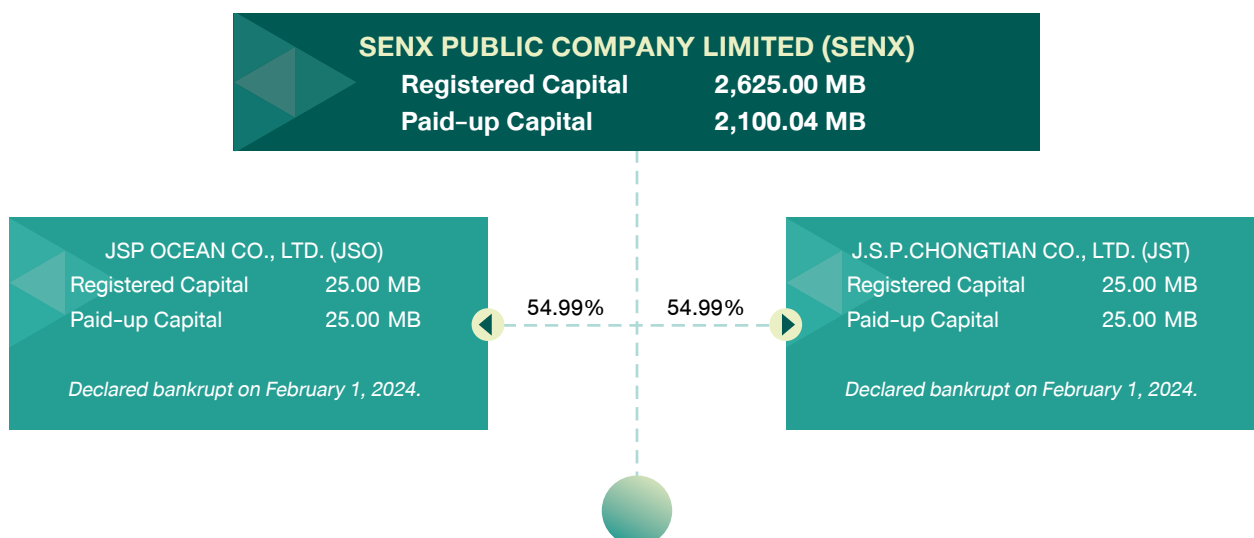 SENX PUBLIC COMPANY LIMITED (SENX)
Registered Capital 2,625.00 MB
Paid-up Capital 2,100.04 MB
JSP OCEAN CO., LTD. (JSO)
Registered Capital 25.00 MB
Paid-up Capital 25.00 MB
Declared bankrupt on February 1, 2024.
54.99%
54.99%
J.S.P.CHONGTIAN CO., LTD. (JST)
Registered Capital 25.00 MB
Paid-up Capital 25.00 MB
Declared bankrupt on February 1, 2024.